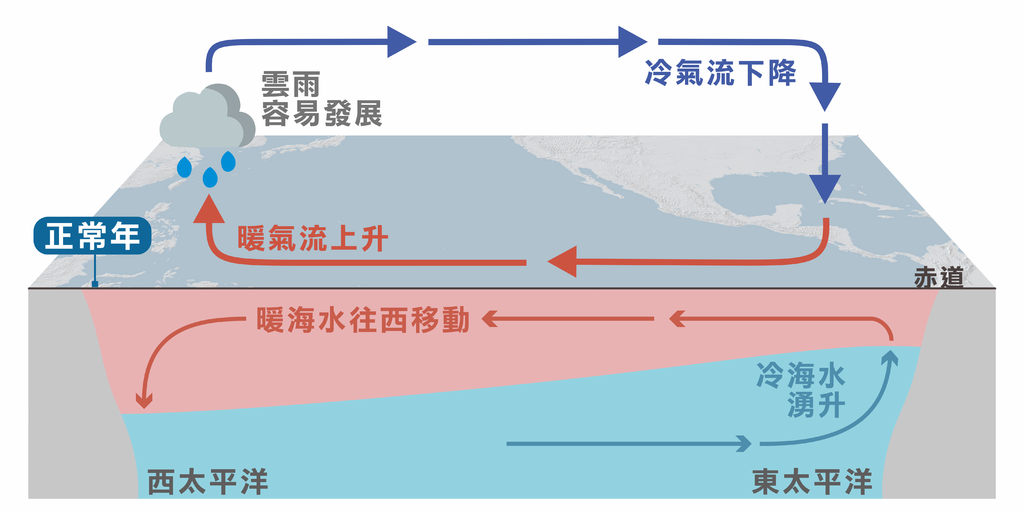 冷氣流下降
雲雨
容易發展
正常年
暖氣流上升
赤道
暖海水往西移動
冷海水
湧升
西太平洋
東太平洋